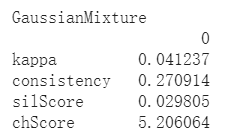 GaussianMixture
0
kappa 0.041237
consistency 0.270914
silScore 0.029805
chScore 5.206064